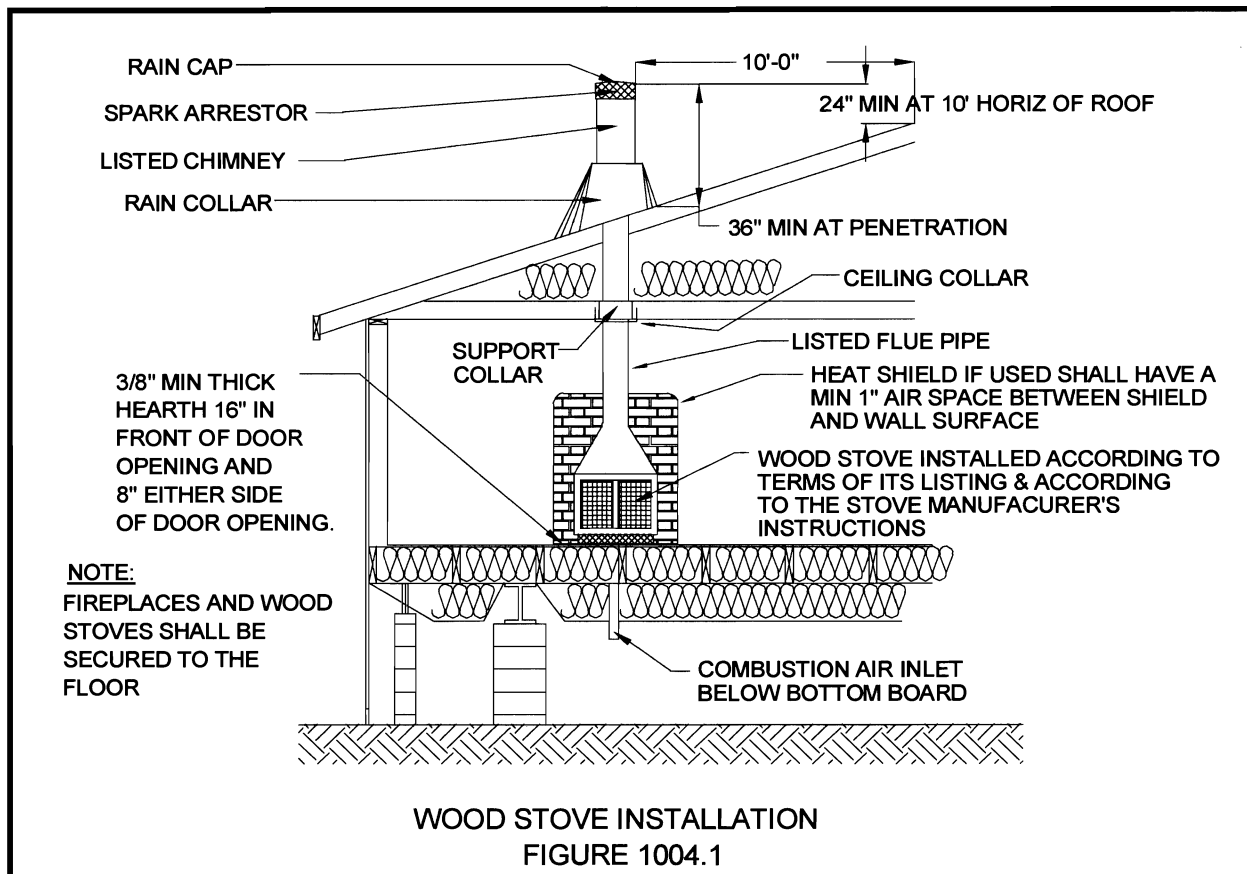 RAIN CAP
SPARK ARRESTOR
LISTED CHIMNEY
RAIN COLLAR
10'-0"
24" MIN AT 10' HORIZ OF ROOF
36" MIN AT PENETRATION
CEILING COLLAR
SUPPORT
COLLAR
LISTED FLUE PIPE
3/8" MIN THICK
HEARTH 16" IN
FRONT OF DOOR
OPENING AND
8" EITHER SIDE
OF DOOR OPENING.
HEAT SHIELD IF USED SHALL HAVE A
MIN 1" AIR SPACE BETWEEN SHIELD
AND WALL SURFACE
WOOD STOVE INSTALLED ACCORDING TO
TERMS OF ITS LISTING & ACCORDING
TO THE STOVE MANUFACURER'S
INSTRUCTIONS
NOTE:
FIREPLACES AND WOOD
STOVES SHALL BE
SECURED TO THE
FLOOR
COMBUSTION AIR INLET
BELOW BOTTOM BOARD
WOOD STOVE INSTALLATION
FIGURE 1004.1